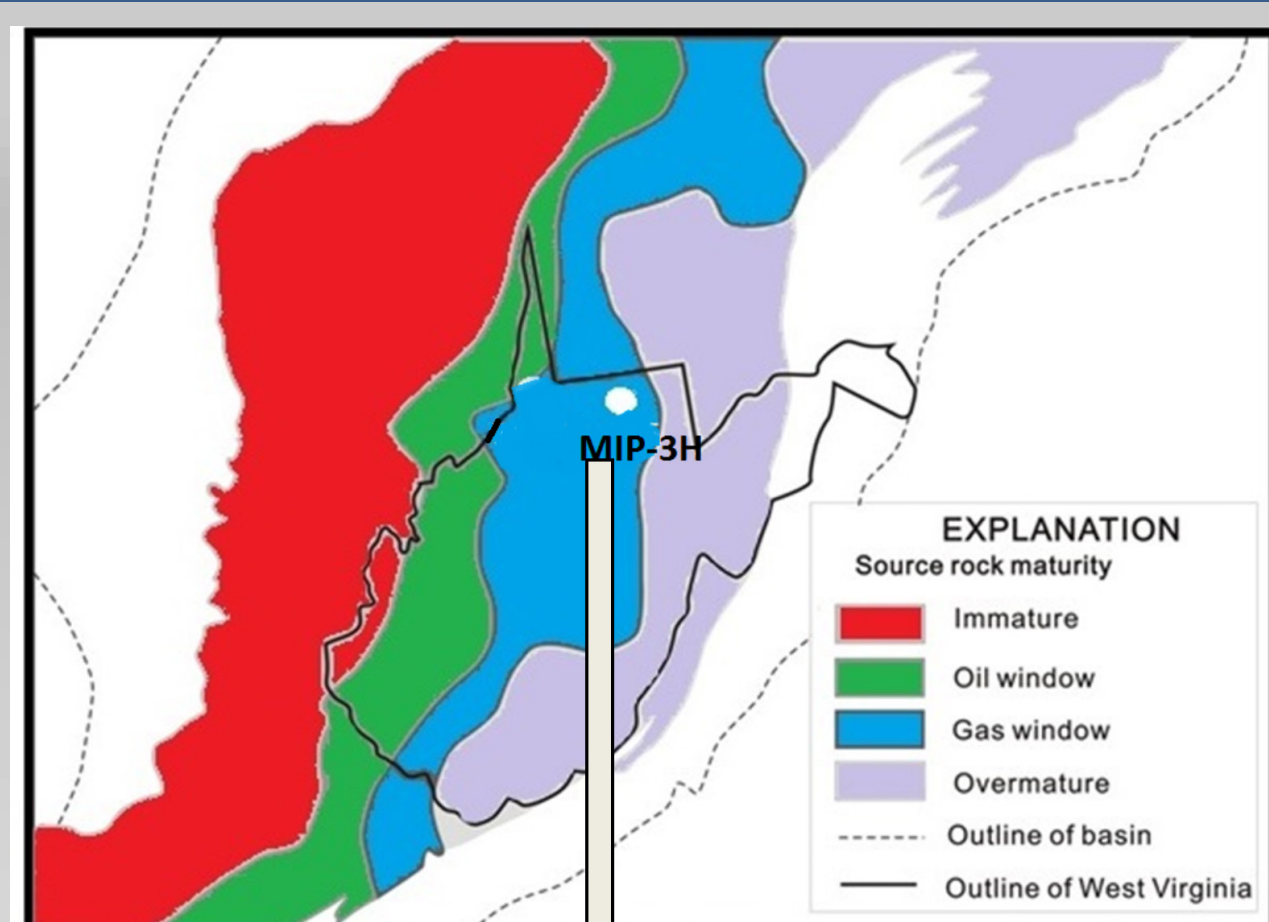 MIP-3H
EXPLANATION
Source rock maturity
Immature
Oil window
Gas window
Overmature
Outline of basin
Outline of West Virginia